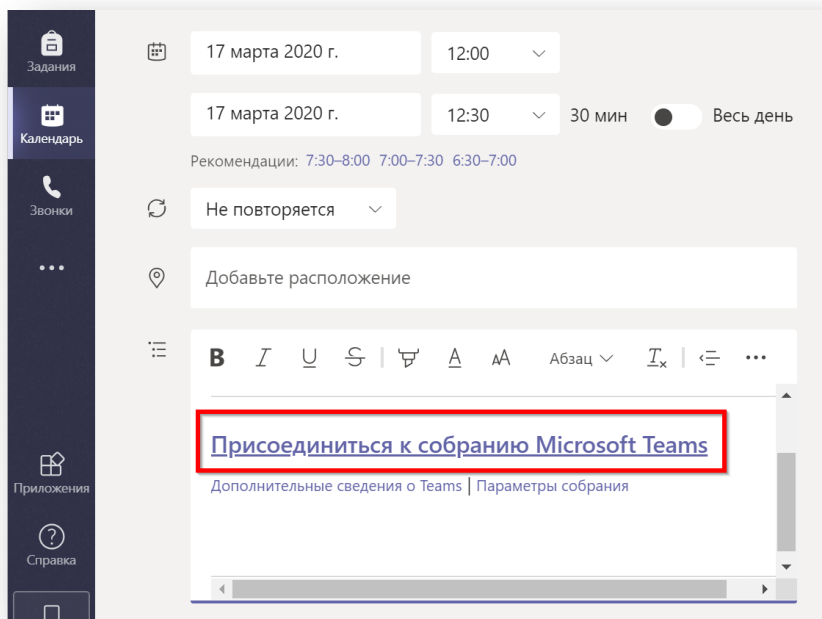 Задания
Календарь
Звонки
Приложения
Справка
17 марта 2020 г. 12:00
17 марта 2020 г. 12:30 30 мин Весь день
Рекомендации: 7:30–8:00 7:00–7:30 6:30–7:00
Не повторяется
Добавьте расположение
B I U S A AA Абзац Tx
Присоединиться к собранию Microsoft Teams
Дополнительные сведения о Teams | Параметры собрания